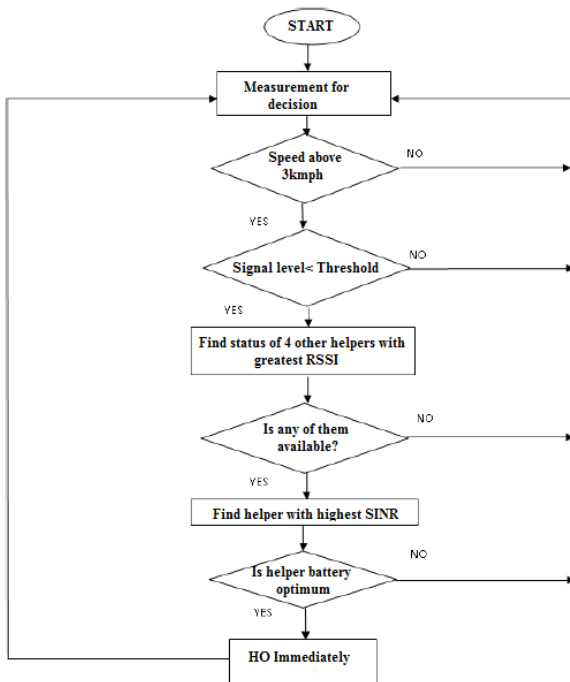 START
Measurement for
decision
Speed above
3kmph
NO
YES
Signal level< Threshold
NO
YES
Find status of 4 other helpers with
greatest RSSI
Is any of them
available?
NO
YES
Find helper with highest SINR
Is helper battery
optimum
NO
YES
HO Immediately